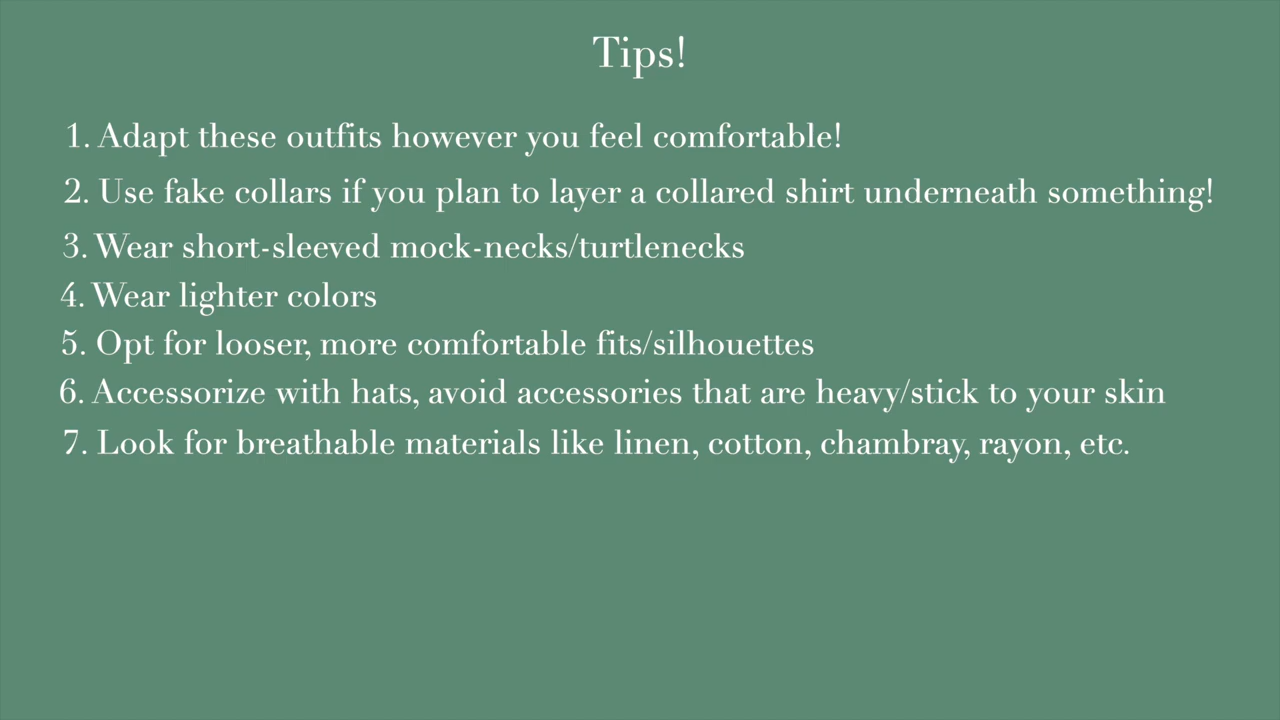 Tips!
1. Adapt these outfits however you feel comfortable!
2. Use fake collars if you plan to layer a collared shirt underneath something!
3. Wear short-sleeved mock-necks/turtlenecks
4. Wear lighter colors
5. Opt for looser, more comfortable fits/silhouettes
6. Accessorize with hats, avoid accessories that are heavy/stick to your skin
7. Look for breathable materials like linen, cotton, chambray, rayon, etc.